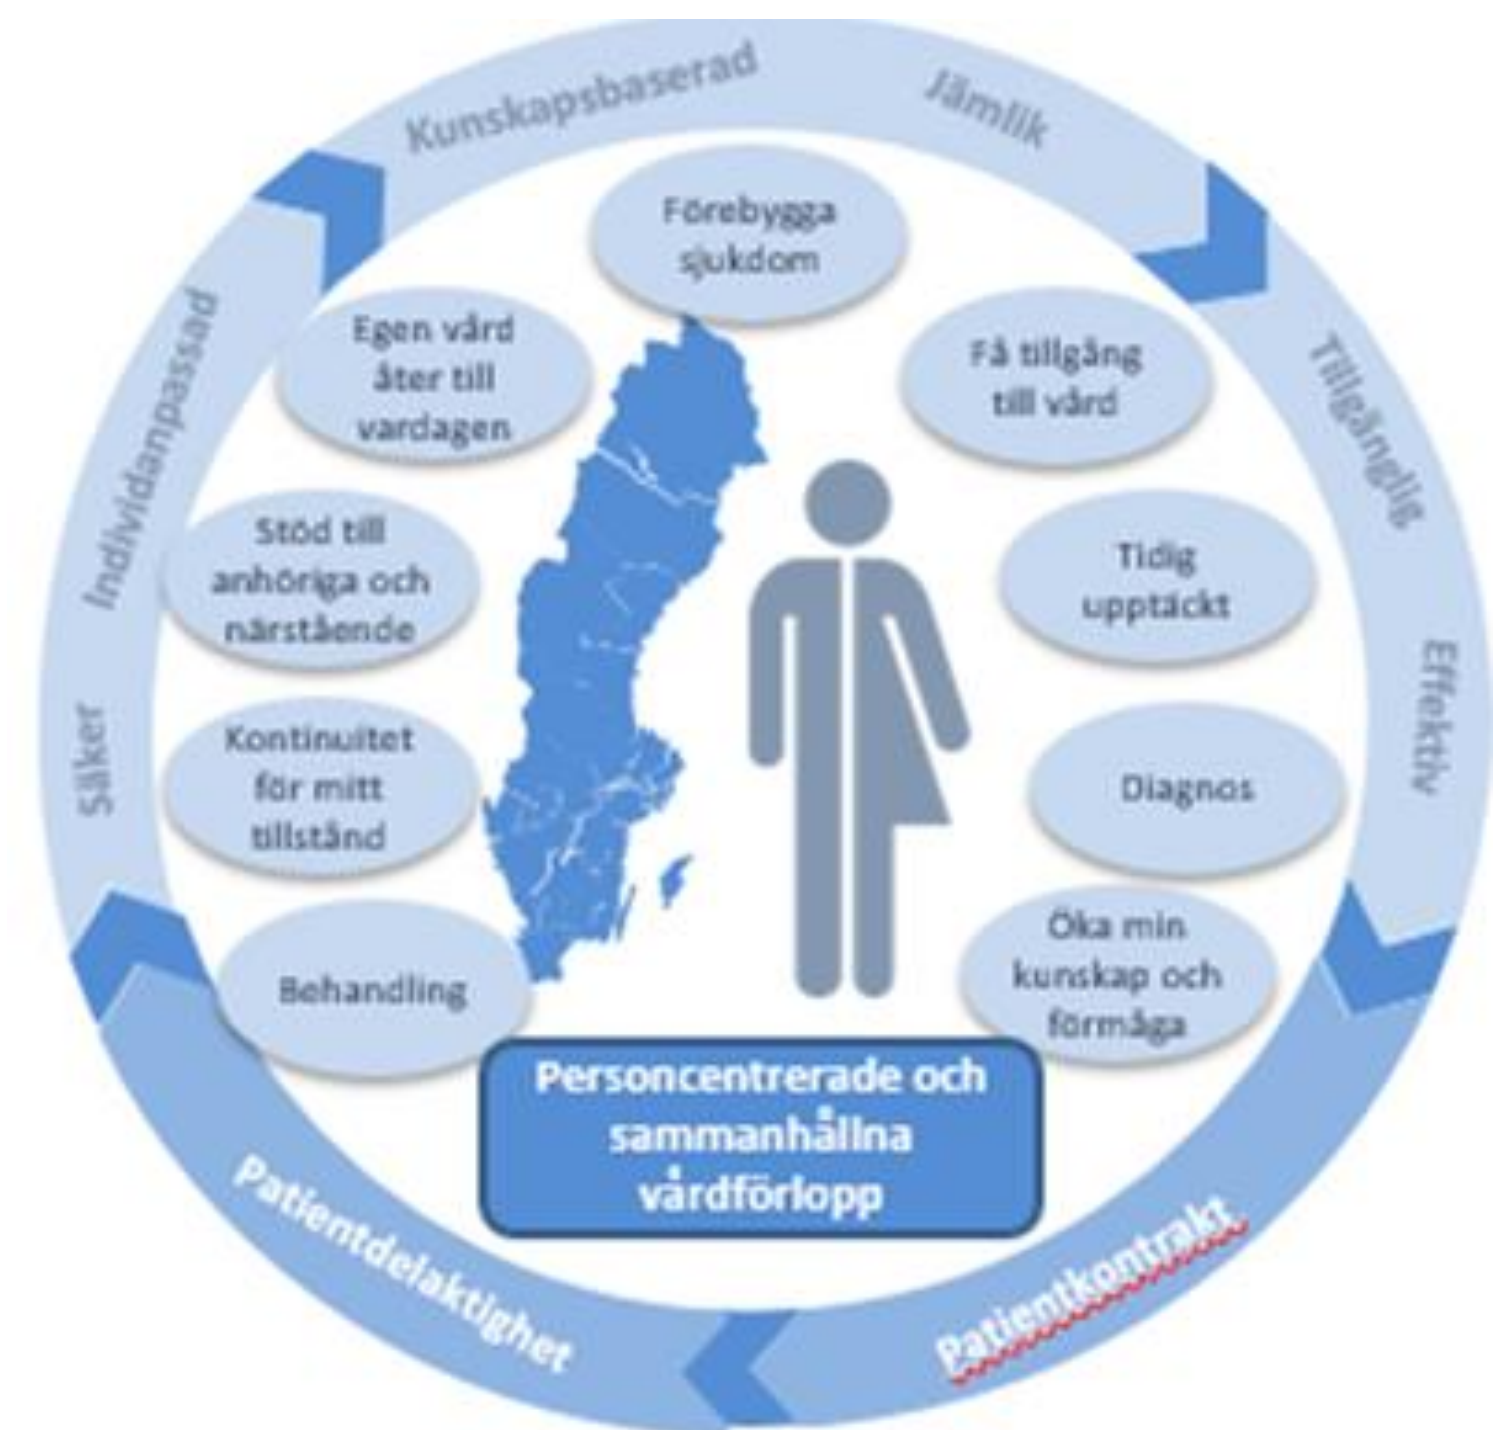 Kunskapsbaserad
Jämlik
Tillgänglig
Effektiv
Patientkontrakt
Patientdelaktighet
Säker
Individanpassad
Förebygga
sjukdom
Få tillgång
till vård
Tidig
upptäckt
Diagnos
Öka min
kunskap och
förmåga
Behandling
Kontinuitet
för mitt
tillstånd
Stöd till
anhöriga och
närstående
Egen vård
åter till
vardagen
Personcentrerade och
sammanhållna
vårdförlopp